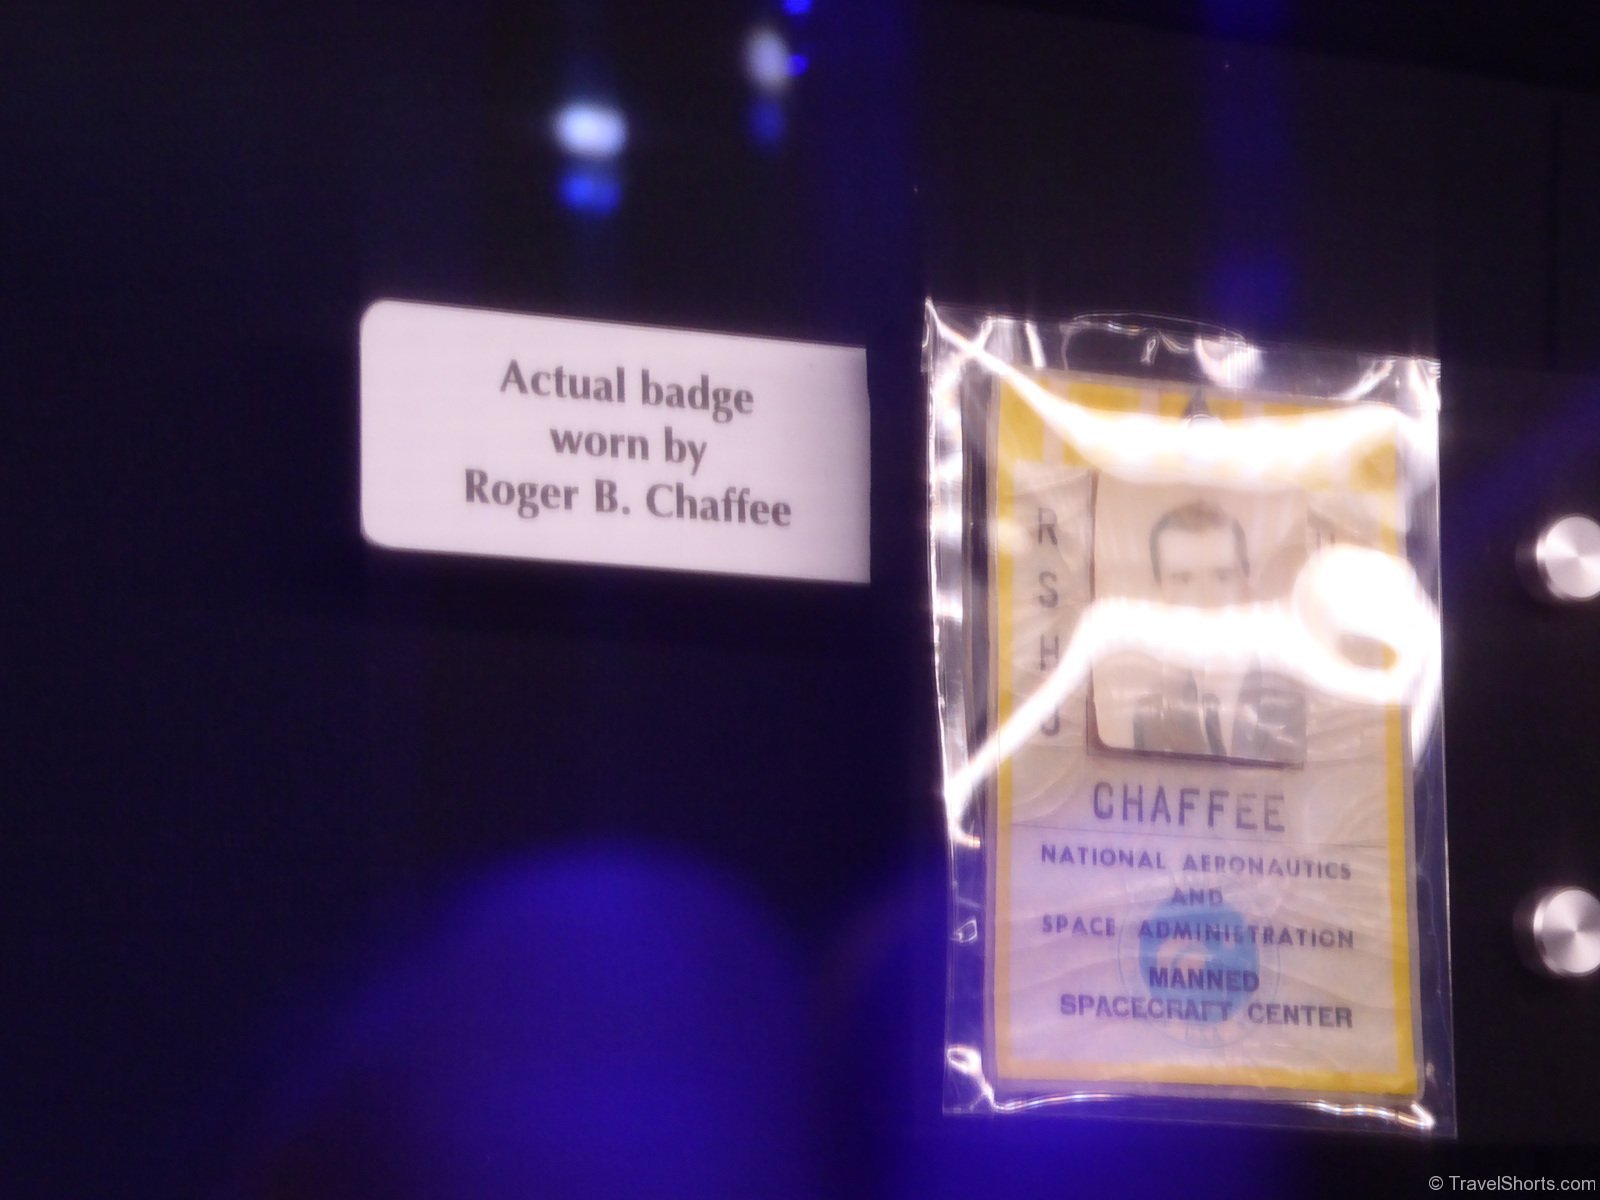 Actual badge
worn by
Roger B. Chaffee
R
S
H
J
CHAFFEE
NATIONAL AERONAUTICS
AND
SPACE ADMINISTRATION
MANNED
SPACECRAFT CENTER
© TravelShorts.com